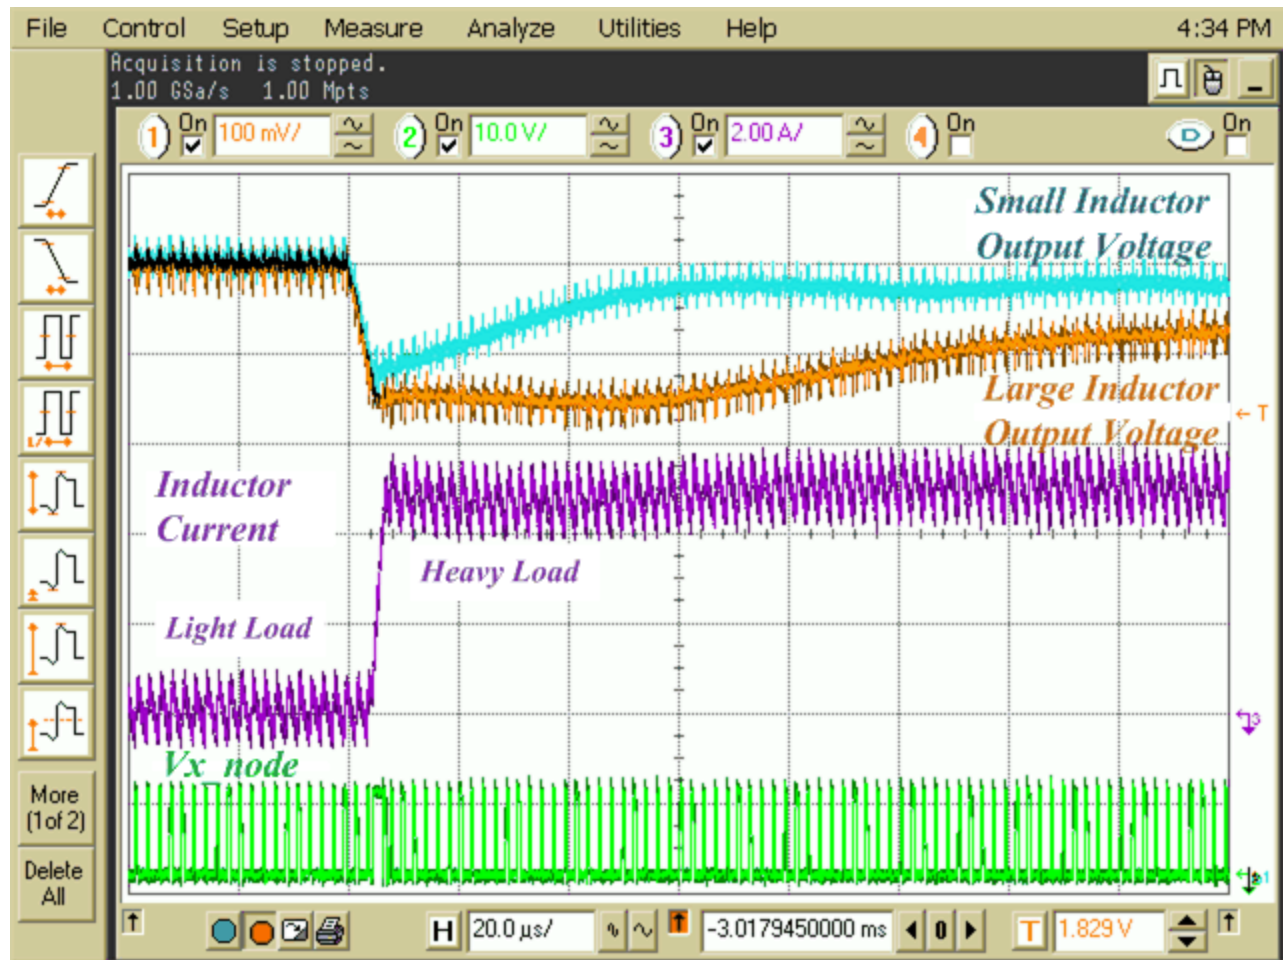 File Control Setup Measure Analyze Utilities Help 4:34 PM
Acquisition is stopped.
1.00 GSa/s 1.00 Mpts
1 On 100 mV/ 2 On 10.0 V/ 3 On 2.00 A/ 4 On D On
Small Inductor
Output Voltage
Large Inductor
Output Voltage
T
Inductor
Current
Heavy Load
Light Load
3
Vx_node
More
(1 of 2)
Delete
All
1
H 20.0 µs/ -3.0179450000 ms 0 T 1.829 V